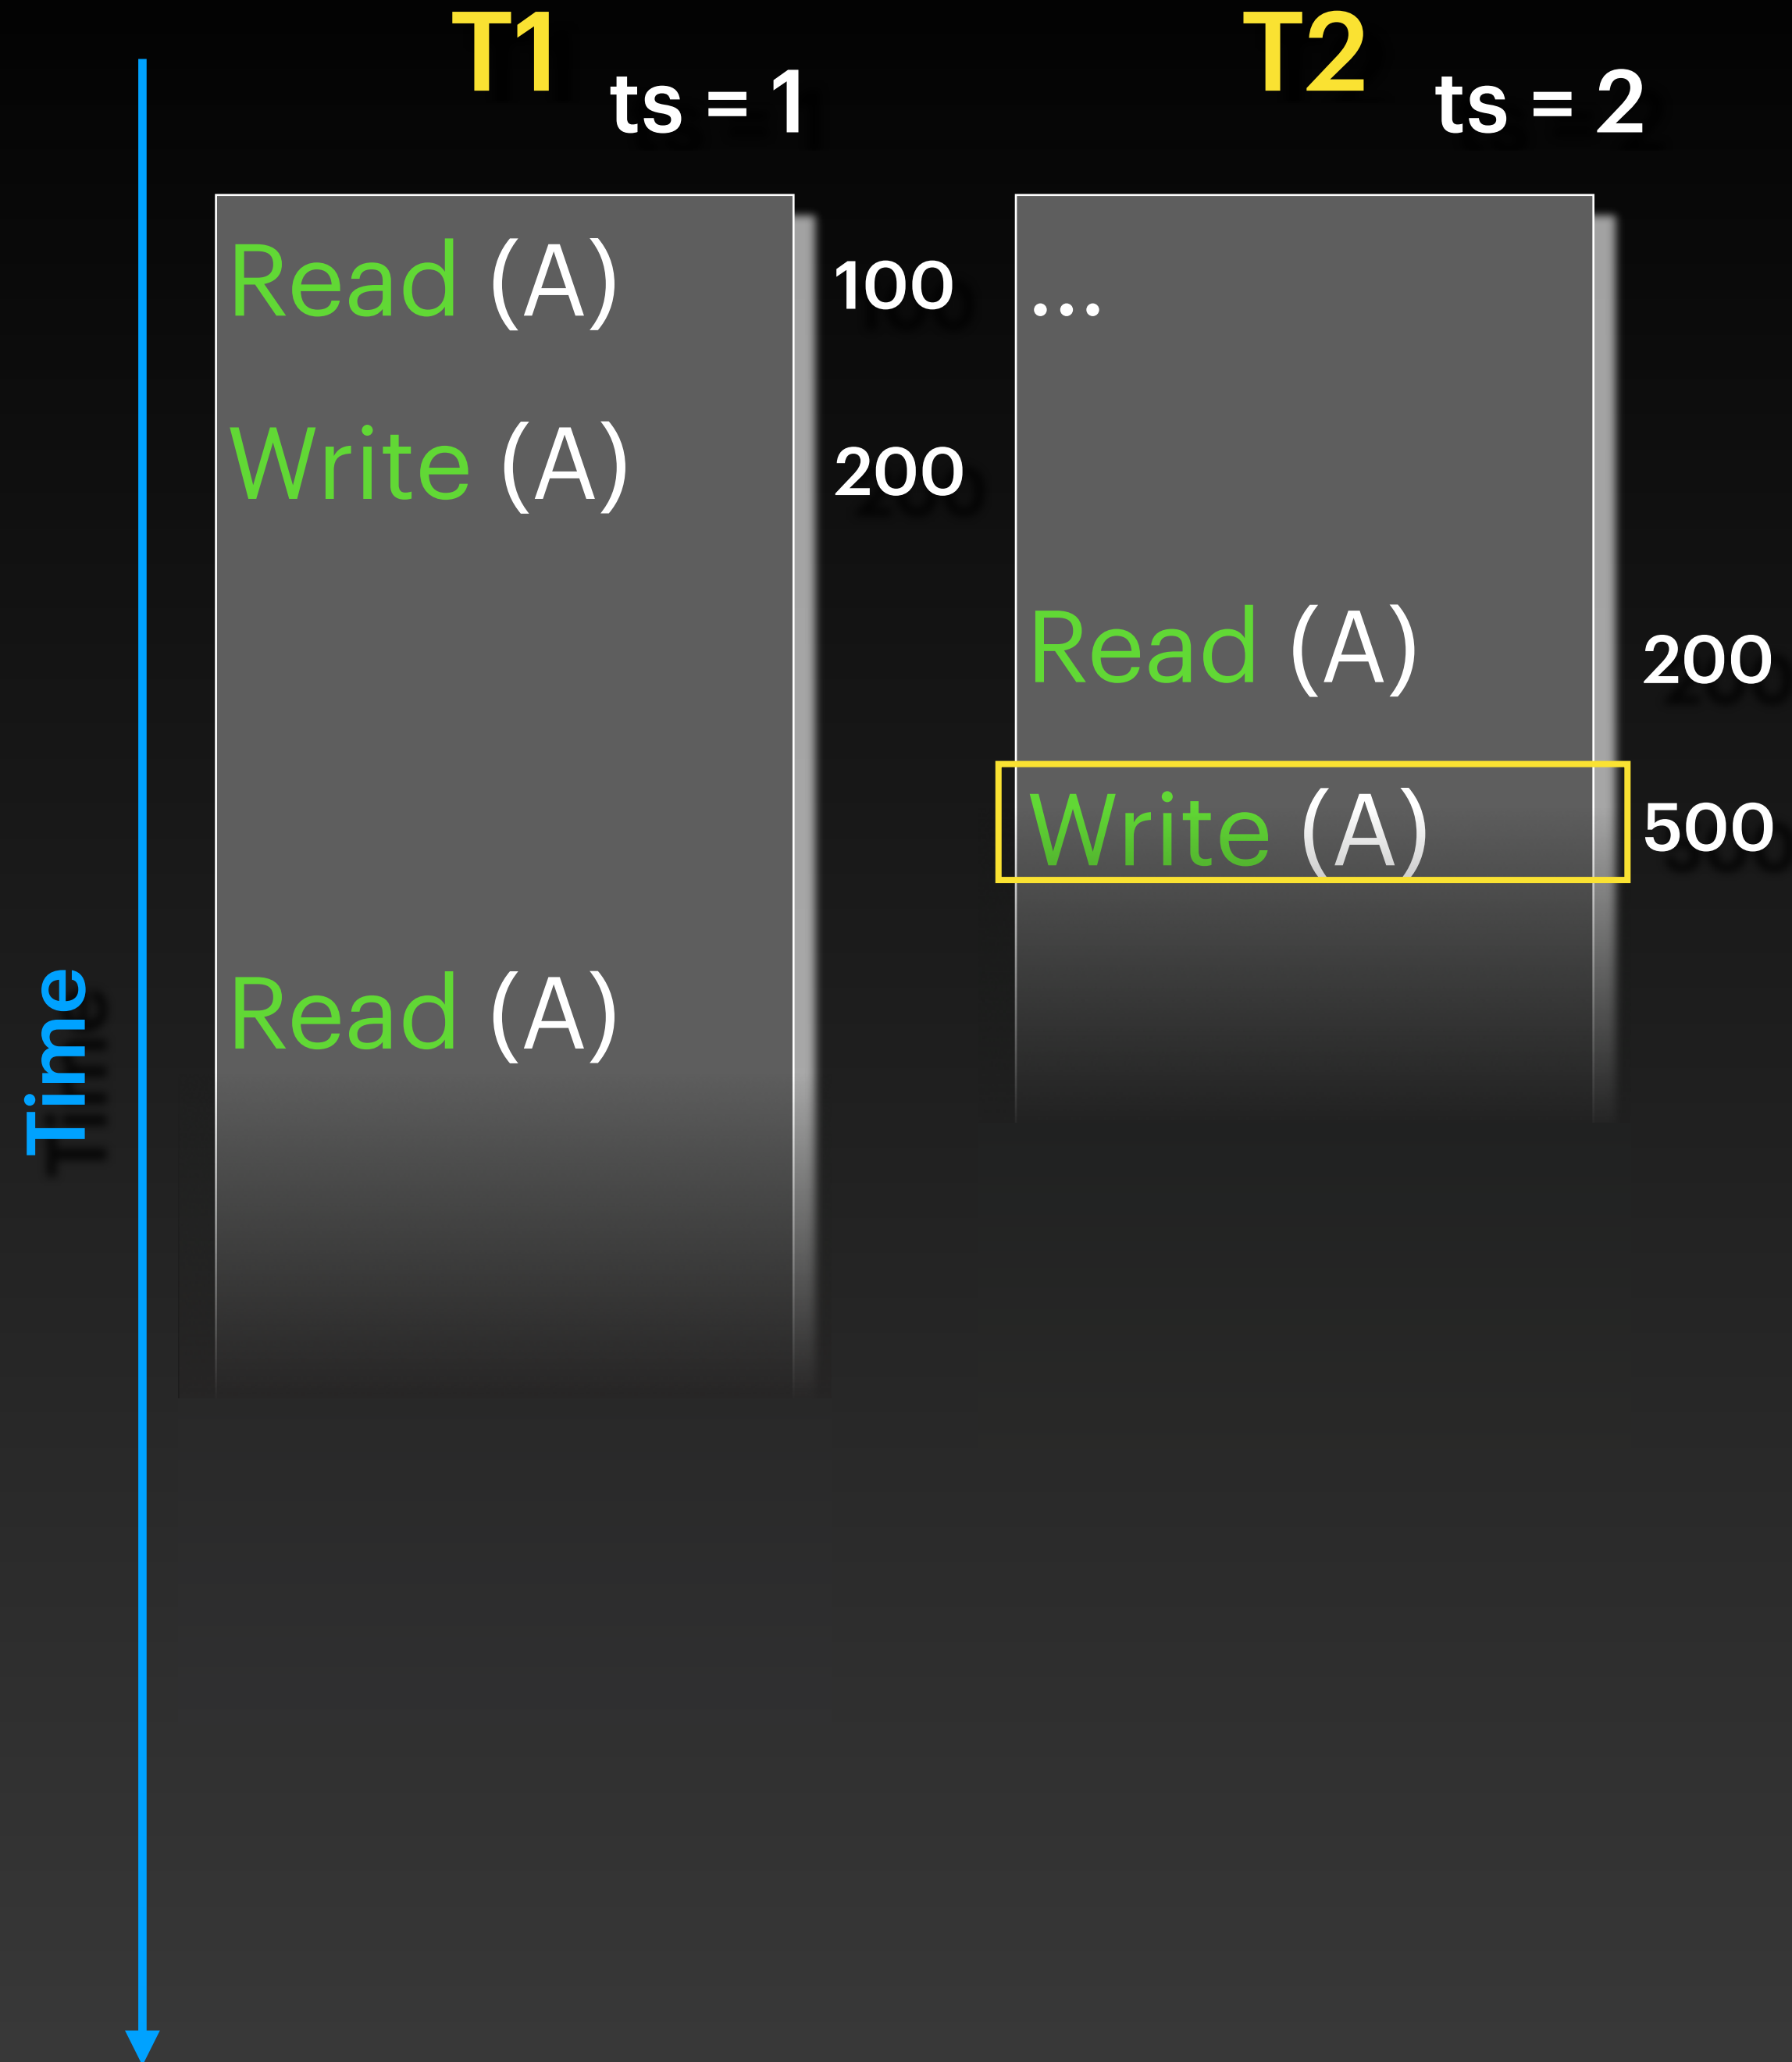 T1 ts = 1
T2 ts = 2
Read (A) 100
...
Write (A) 200
Read (A) 200
Write (A) 500
Read (A)
Time